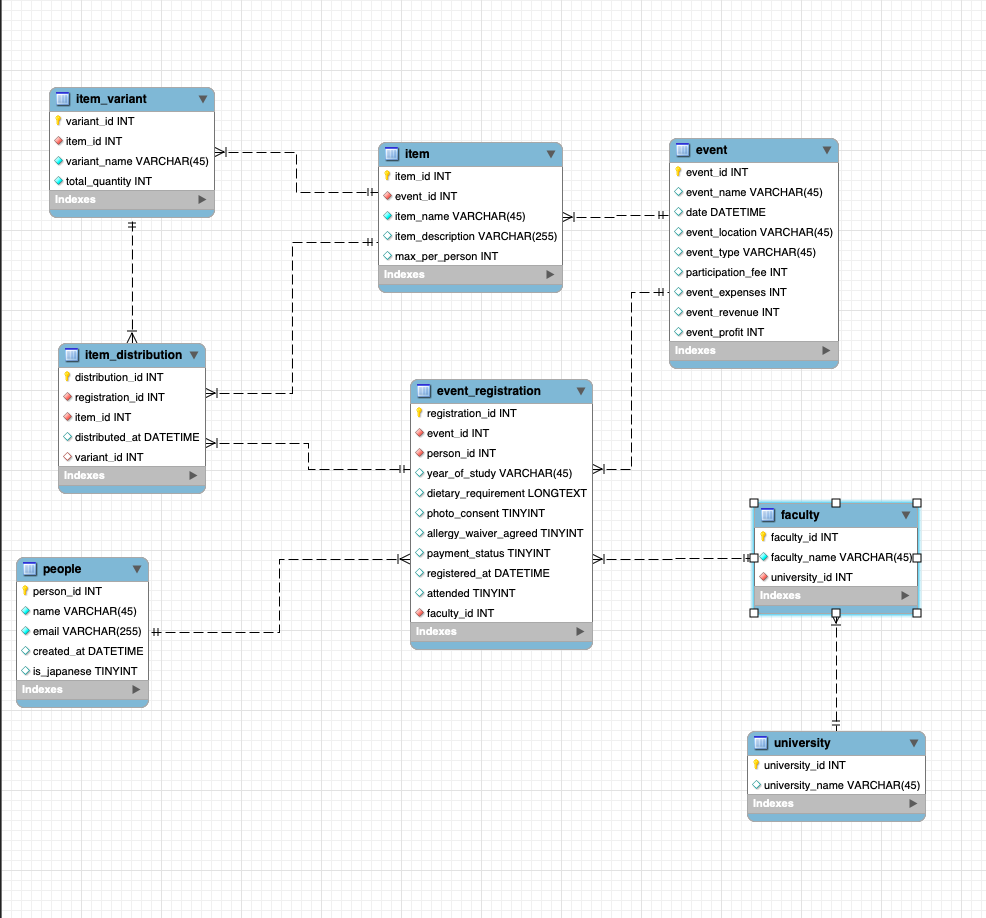 item_variant
variant_id INT
item_id INT
variant_name VARCHAR(45)
total_quantity INT
Indexes
item
item_id INT
event_id INT
item_name VARCHAR(45)
item_description VARCHAR(255)
max_per_person INT
Indexes
event
event_id INT
event_name VARCHAR(45)
date DATETIME
event_location VARCHAR(45)
event_type VARCHAR(45)
participation_fee INT
event_expenses INT
event_revenue INT
event_profit INT
Indexes
item_distribution
distribution_id INT
registration_id INT
item_id INT
distributed_at DATETIME
variant_id INT
Indexes
event_registration
registration_id INT
event_id INT
person_id INT
year_of_study VARCHAR(45)
dietary_requirement LONGTEXT
photo_consent TINYINT
allergy_waiver_agreed TINYINT
payment_status TINYINT
registered_at DATETIME
attended TINYINT
faculty_id INT
Indexes
faculty
faculty_id INT
faculty_name VARCHAR(45)
university_id INT
Indexes
people
person_id INT
name VARCHAR(45)
email VARCHAR(255)
created_at DATETIME
is_japanese TINYINT
Indexes
university
university_id INT
university_name VARCHAR(45)
Indexes